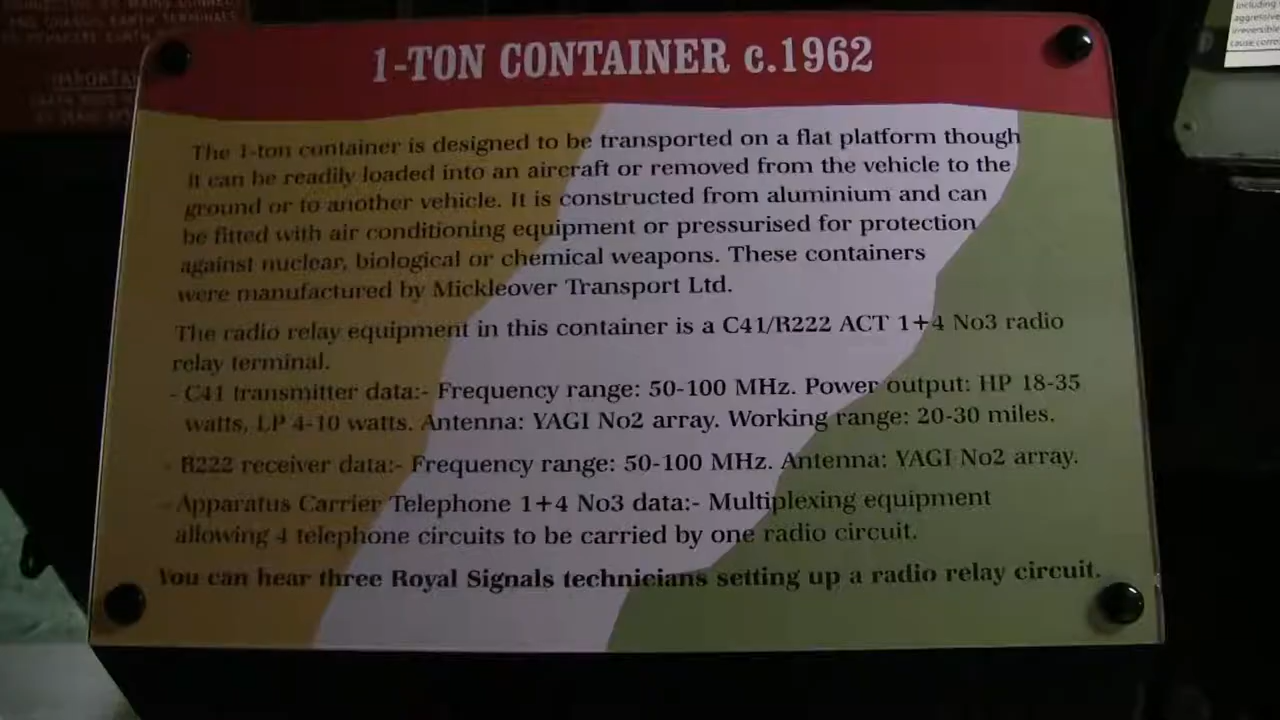 1-TON CONTAINER c.1962
The 1-ton container is designed to be transported on a flat platform though
it can be readily loaded into an aircraft or removed from the vehicle to the
ground or to another vehicle. It is constructed from aluminium and can
be fitted with air conditioning equipment or pressurised for protection
against nuclear, biological or chemical weapons. These containers
were manufactured by Mickleover Transport Ltd.
The radio relay equipment in this container is a C41/R222 ACT 1+4 No3 radio
relay terminal.
- C41 transmitter data:- Frequency range: 50-100 MHz. Power output: HP 18-35
watts, LP 4-10 watts. Antenna: YAGI No2 array. Working range: 20-30 miles.
- R222 receiver data:- Frequency range: 50-100 MHz. Antenna: YAGI No2 array.
- Apparatus Carrier Telephone 1+4 No3 data:- Multiplexing equipment
allowing 4 telephone circuits to be carried by one radio circuit.
You can hear three Royal Signals technicians setting up a radio relay circuit.